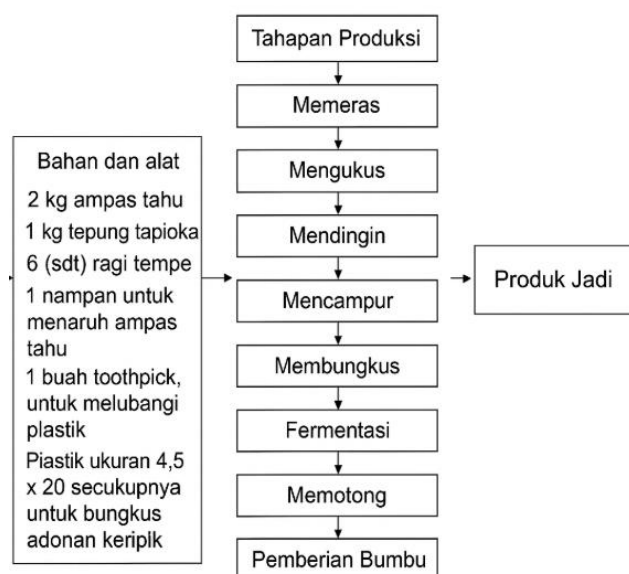 Bahan dan alat
2 kg ampas tahu
1 kg tepung tapioka
6 (sdt) ragi tempe
1 nampan untuk
menaruh ampas
tahu
1 buah toothpick,
untuk melubangi
plastik
Piastik ukuran 4,5
x 20 secukupnya
untuk bungkus
adonan keripik
Tahapan Produksi
Memeras
Mengukus
Mendingin
Mencampur
Membungkus
Fermentasi
Memotong
Pemberian Bumbu
Produk Jadi